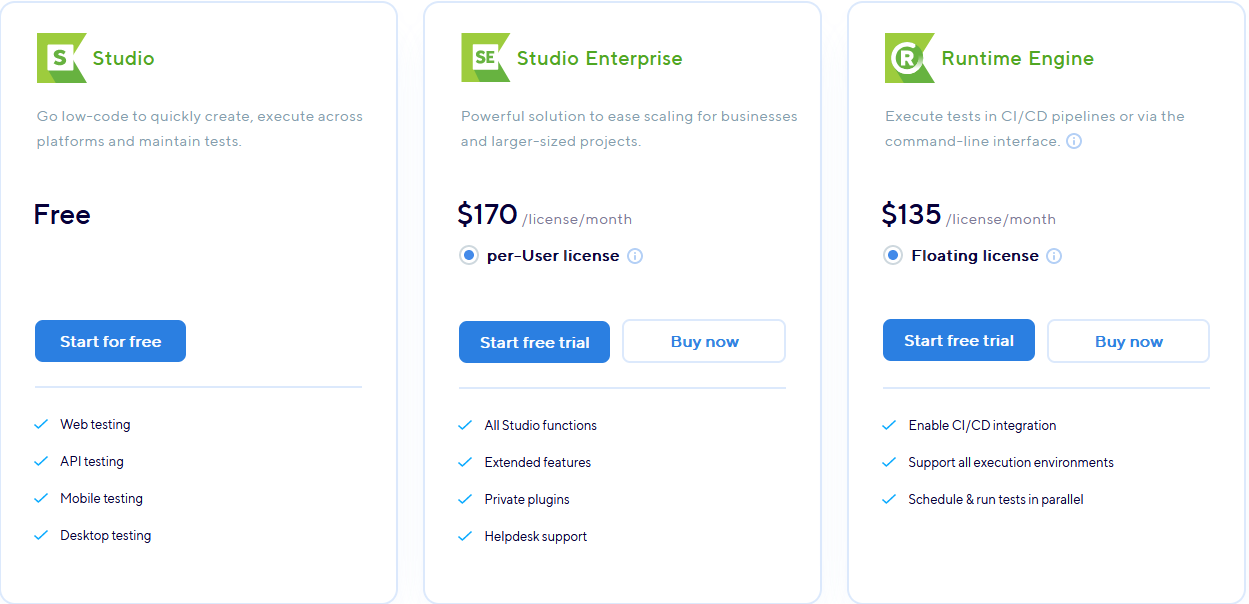 S Studio
Go low-code to quickly create, execute across
platforms and maintain tests.
Free
Start for free
Web testing
API testing
Mobile testing
Desktop testing
SE Studio Enterprise
Powerful solution to ease scaling for businesses
and larger-sized projects.
$170 /license/month
per-User license i
Start free trial
Buy now
All Studio functions
Extended features
Private plugins
Helpdesk support
R Runtime Engine
Execute tests in CI/CD pipelines or via the
command-line interface. i
$135 /license/month
Floating license i
Start free trial
Buy now
Enable CI/CD integration
Support all execution environments
Schedule & run tests in parallel